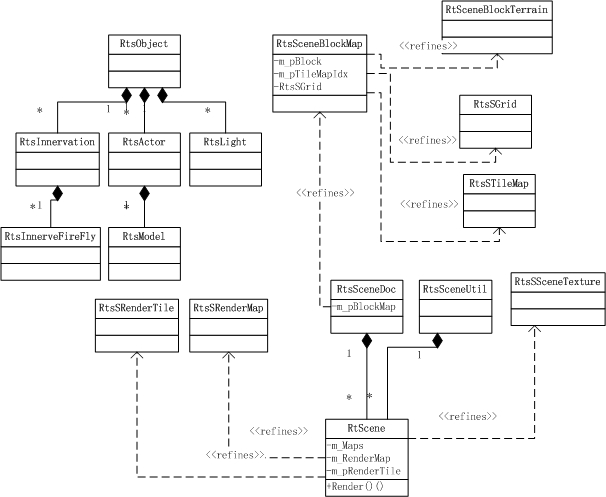 RtSceneBlockTerrain
RtsObject
RtsSceneBlockMap
<<refines>>
-m_pBlock
-m_pTileMapIdx
-RtsSGrid
RtsSGrid
* 1 * *
<<refines>>
RtsInnervation
RtsActor
RtsLight
RtsSTileMap
<<refines>>
<<refines>>
* 1
*
RtsInnerveFireFly
RtsModel
RtsSceneDoc
RtsSceneUtil
RtsSSceneTexture
RtsSRenderTile
RtsSRenderMap
-m_pBlockMap
1
1
* *
<<refines>>
<<refines>>
RtScene
-m_Maps
<<refines>>
-m_RenderMap
-m_pRenderTile
+Render()()